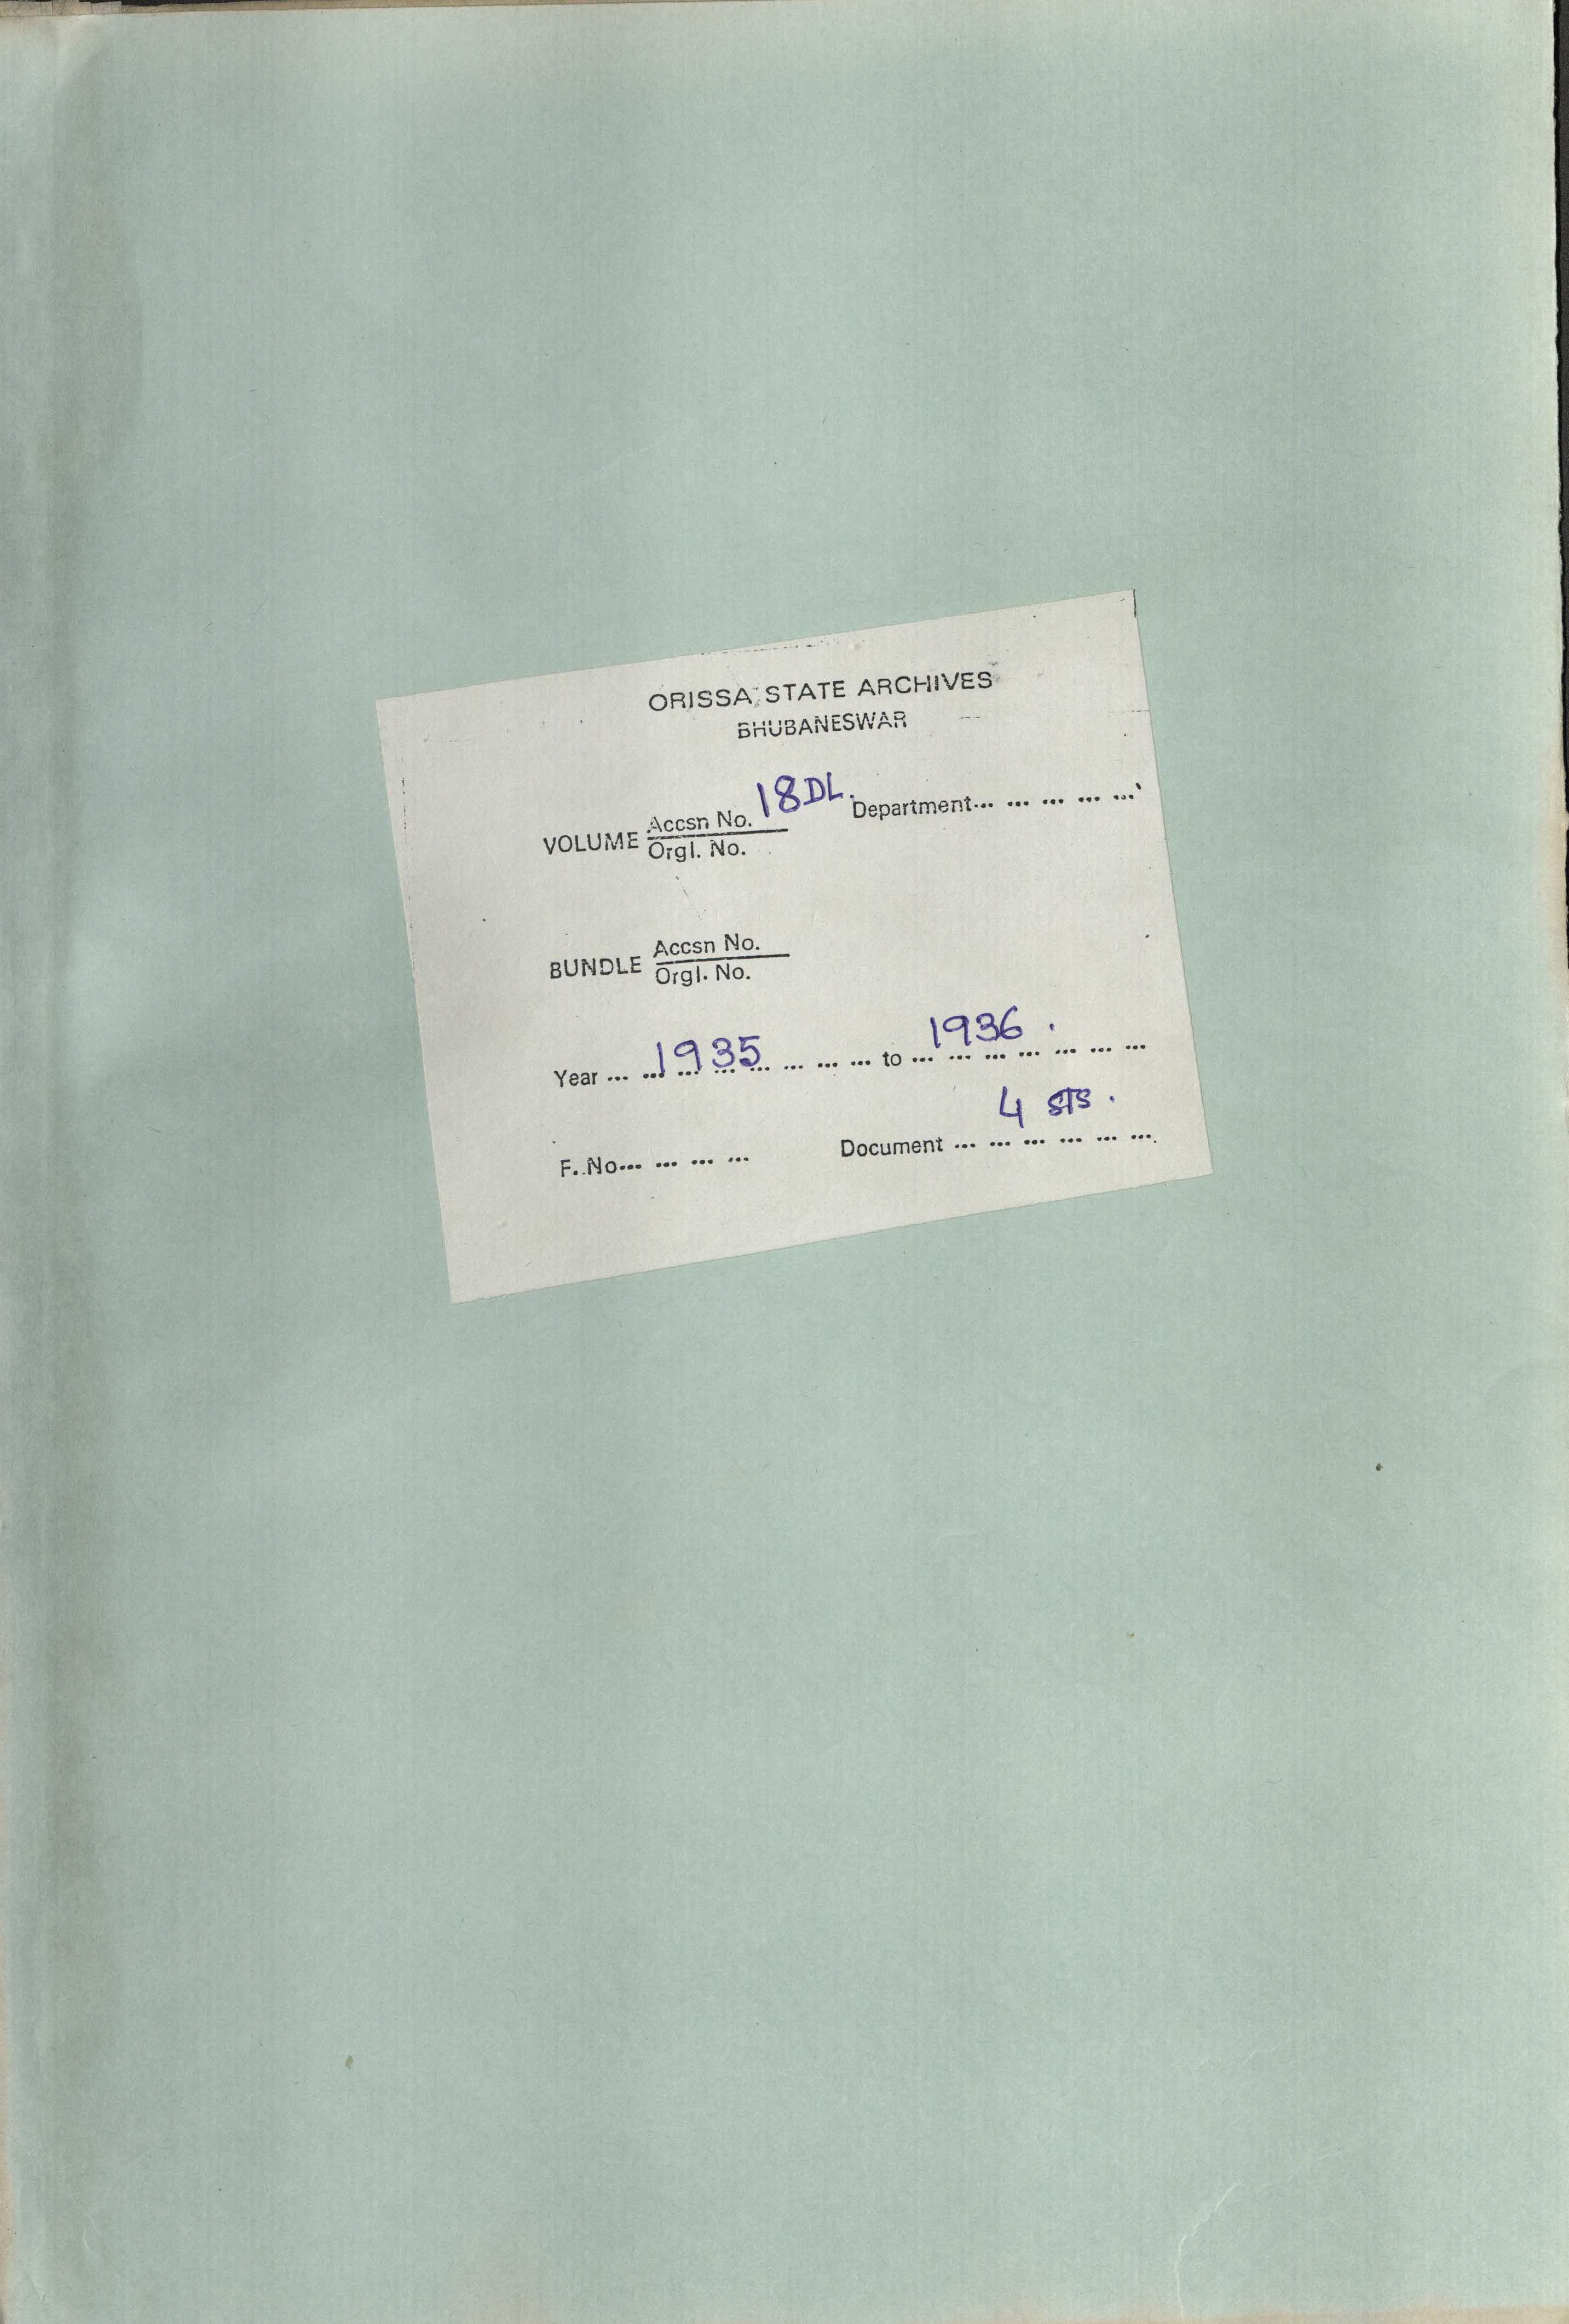 ORISSA STATE ARCHIVES
BHUBANESWAR
VOLUME Accsn No. 18DL. Department... ... ... ... ...
Orgl. No.
BUNDLE Accsn No.
Orgl. No.
Year ... ... 1935 ... ... ... ... to ... 1936 . ... ... ... ... ... ...
4 sts .
F. No... ... ... ... Document ... ... ... ... ... ...